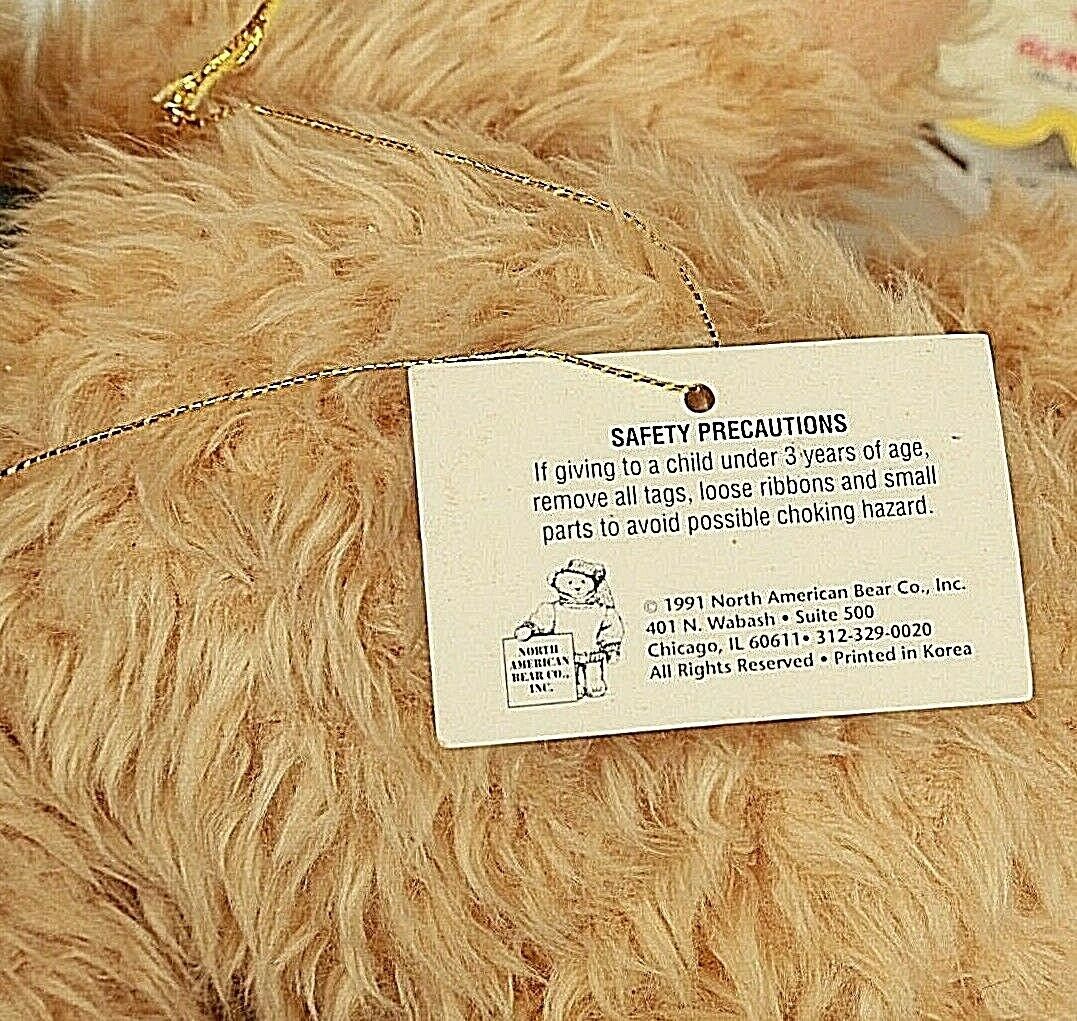 SAFETY PRECAUTIONS
If giving to a child under 3 years of age,
remove all tags, loose ribbons and small
parts to avoid possible choking hazard.
NORTH
AMERICAN
BEAR CO.,
INC.
© 1991 North American Bear Co., Inc.
401 N. Wabash • Suite 500
Chicago, IL 60611• 312-329-0020
All Rights Reserved • Printed in Korea